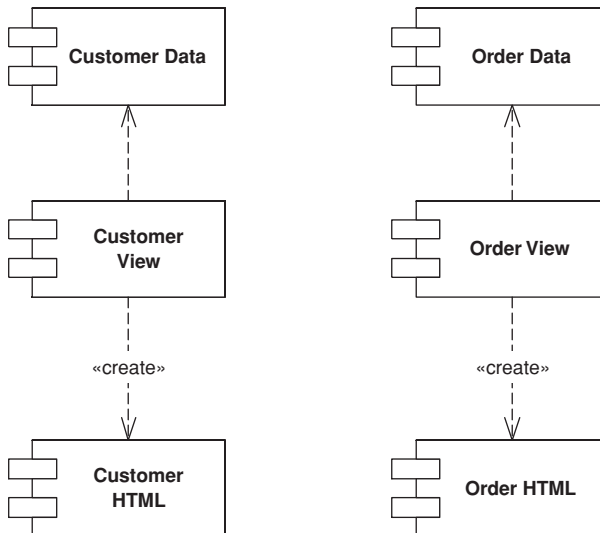 Customer Data
Order Data
Customer
View
Order View
«create»
«create»
Customer
HTML
Order HTML